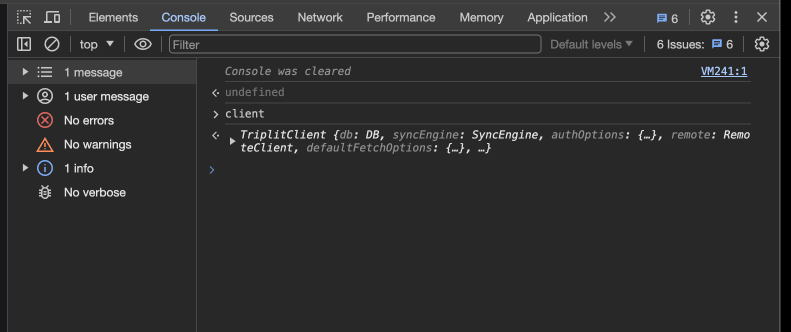 Elements Console Sources Network Performance Memory Application 6
top Filter Default levels 6 Issues: 6
1 message
1 user message
No errors
No warnings
1 info
No verbose
Console was cleared VM241:1
undefined
client
TriplitClient {db: DB, syncEngine: SyncEngine, authOptions: {…}, remote: Remo
teClient, defaultFetchOptions: {…}, …}